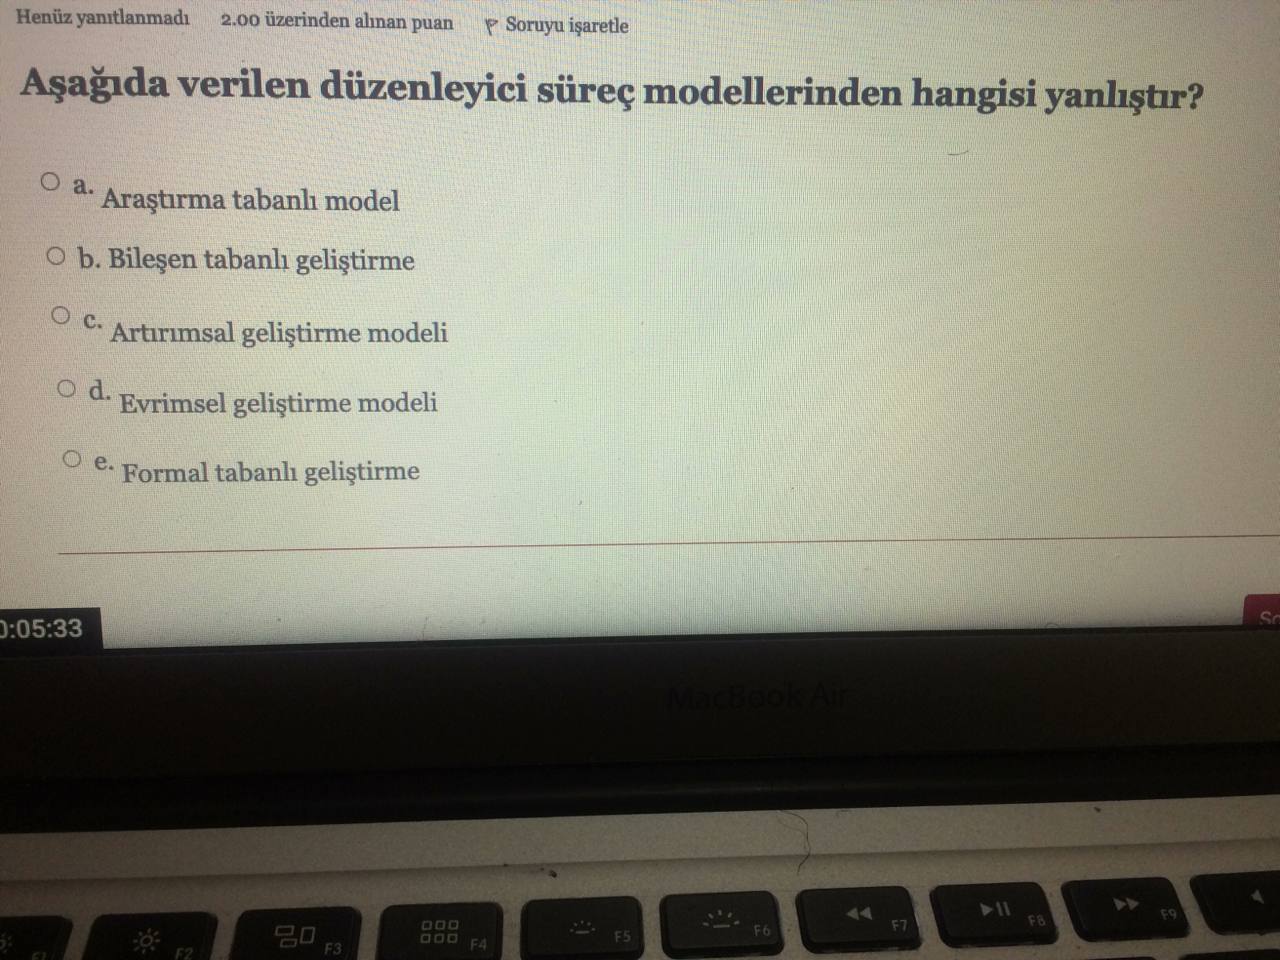 Henüz yanıtlanmadı 2.00 üzerinden alınan puan Soruyu işaretle
Aşağıda verilen düzenleyici süreç modellerinden hangisi yanlıştır?
a. Araştırma tabanlı model
b. Bileşen tabanlı geliştirme
c. Artırımsal geliştirme modeli
d. Evrimsel geliştirme modeli
e. Formal tabanlı geliştirme
0:05:33
MacBook Air
F2 F3 F4 F5 F6 F7 F8 F9